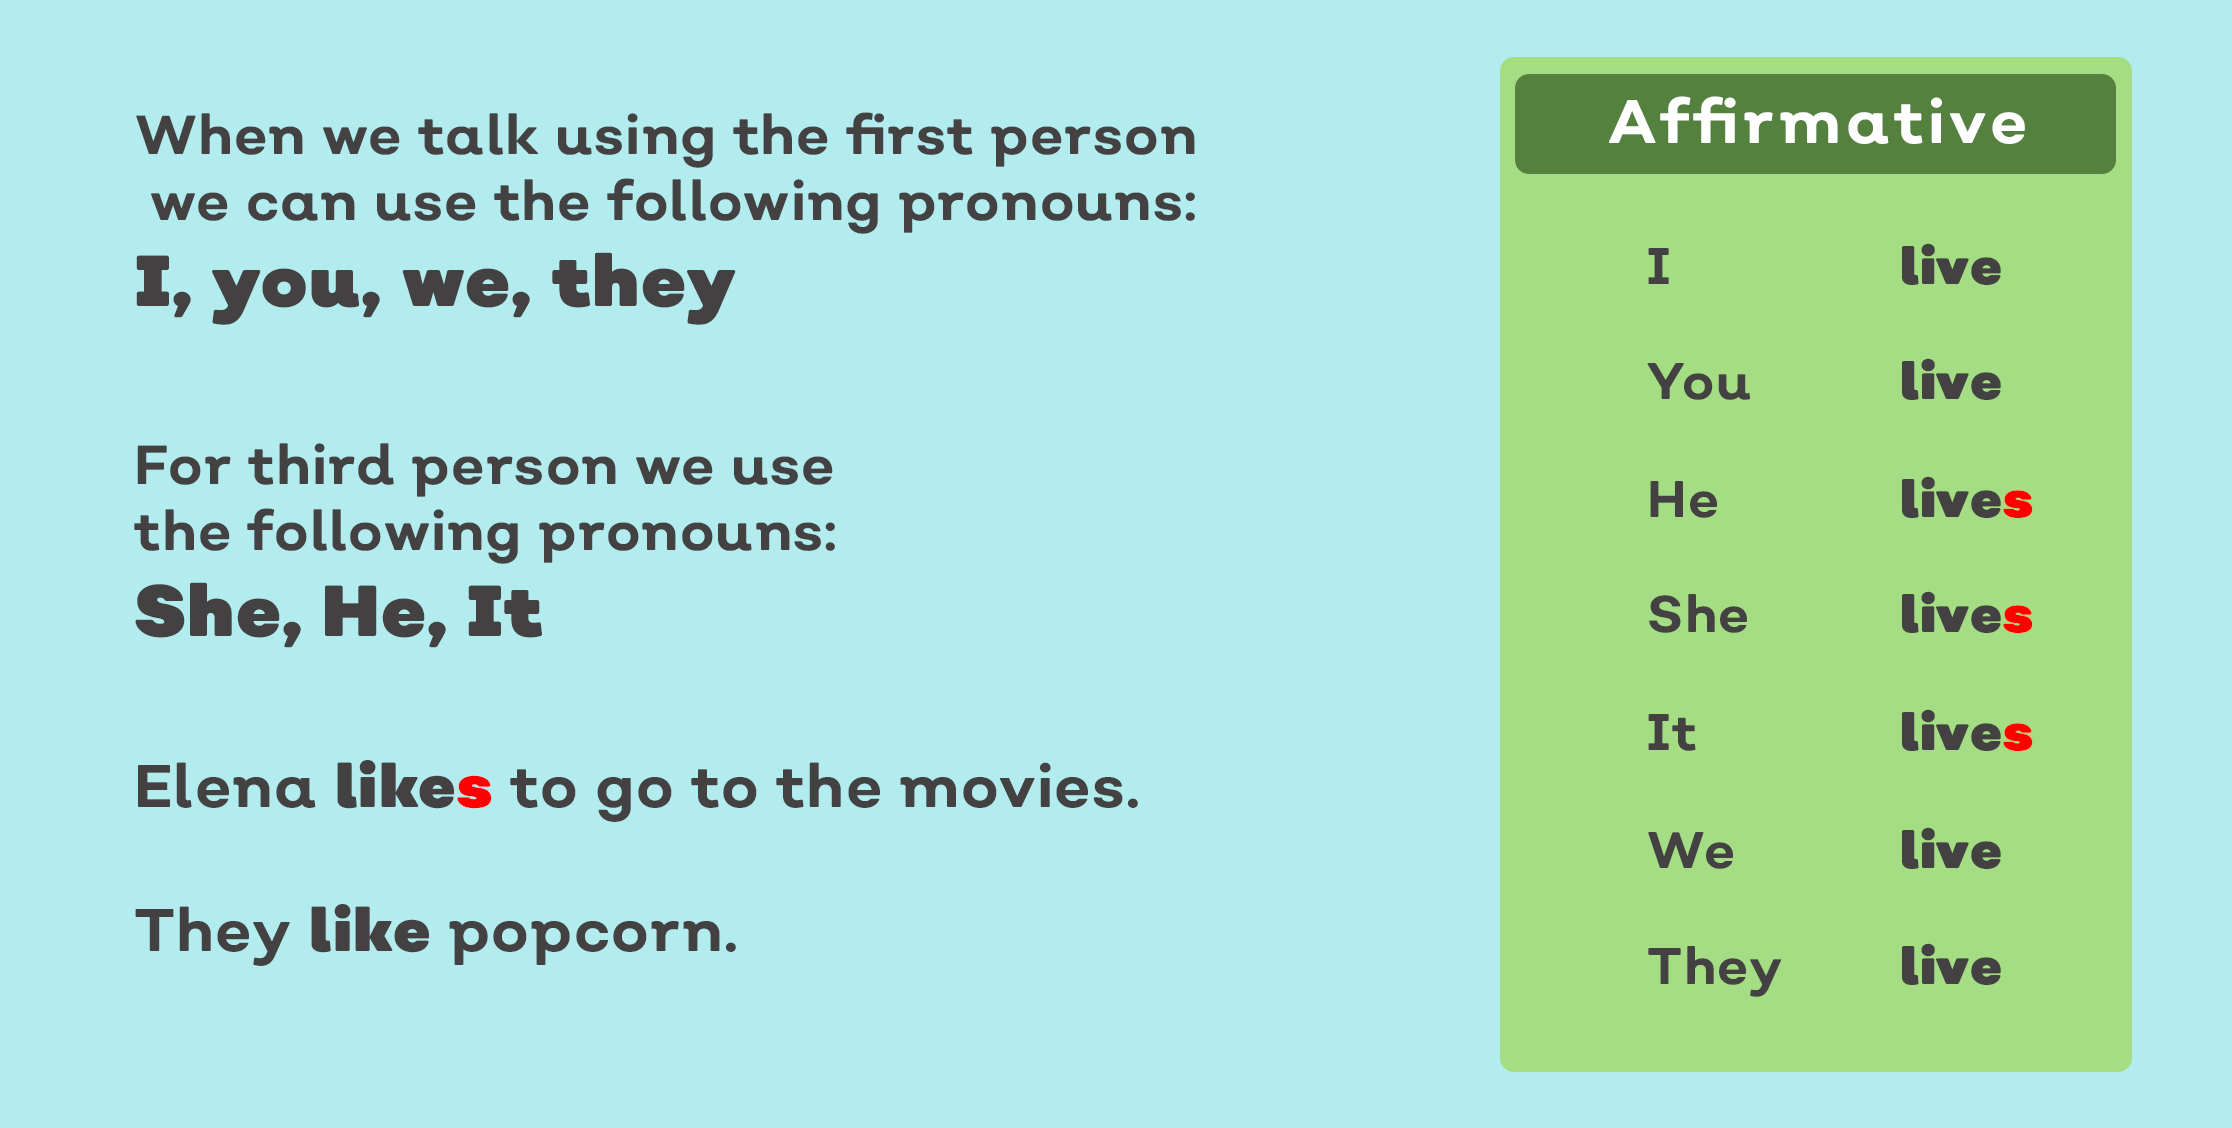 When we talk using the first person
we can use the following pronouns:
I, you, we, they
For third person we use
the following pronouns:
She, He, It
Elena likes to go to the movies.
They like popcorn.
Affirmative
I live
You live
He lives
She lives
It lives
We live
They live